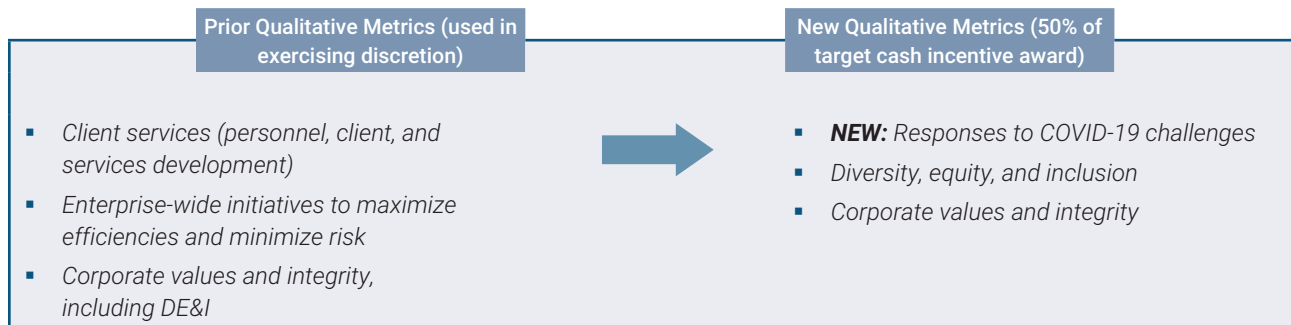 Prior Qualitative Metrics (used in
exercising discretion)
▪ Client services (personnel, client, and
services development)
▪ Enterprise-wide initiatives to maximize
efficiencies and minimize risk
▪ Corporate values and integrity,
including DE&I
New Qualitative Metrics (50% of
target cash incentive award)
▪ NEW: Responses to COVID-19 challenges
▪ Diversity, equity, and inclusion
▪ Corporate values and integrity